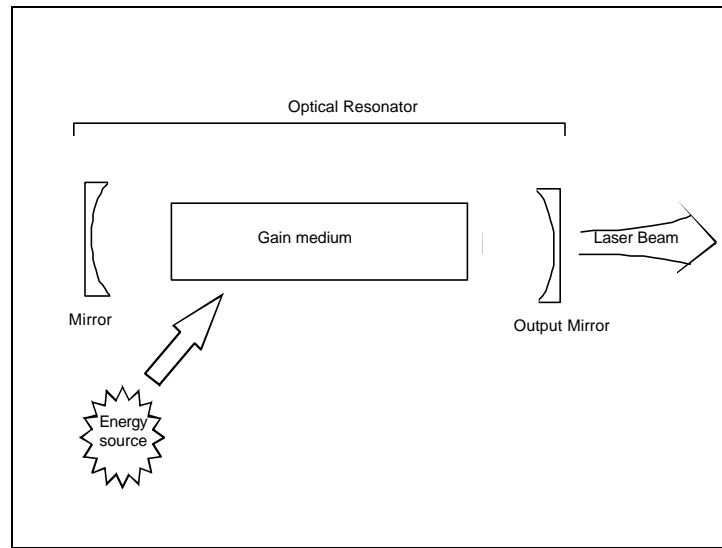 Optical Resonator
Gain medium
Laser Beam
Mirror
Output Mirror
Energy
source